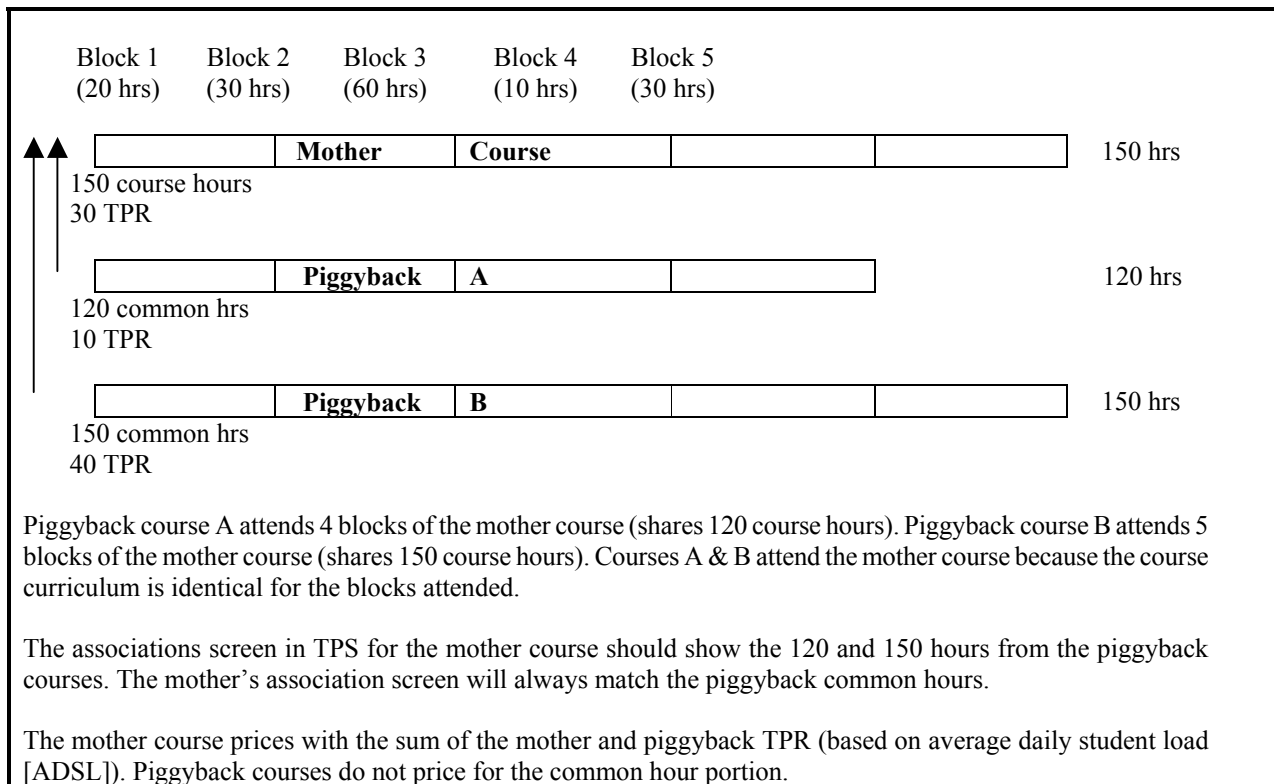 Block 1 Block 2 Block 3 Block 4 Block 5
(20 hrs) (30 hrs) (60 hrs) (10 hrs) (30 hrs)
Mother Course 150 hrs
150 course hours
30 TPR
Piggyback A 120 hrs
120 common hrs
10 TPR
Piggyback B 150 hrs
150 common hrs
40 TPR
Piggyback course A attends 4 blocks of the mother course (shares 120 course hours). Piggyback course B attends 5
blocks of the mother course (shares 150 course hours). Courses A & B attend the mother course because the course
curriculum is identical for the blocks attended.
The associations screen in TPS for the mother course should show the 120 and 150 hours from the piggyback
courses. The mother’s association screen will always match the piggyback common hours.
The mother course prices with the sum of the mother and piggyback TPR (based on average daily student load
[ADSL]). Piggyback courses do not price for the common hour portion.